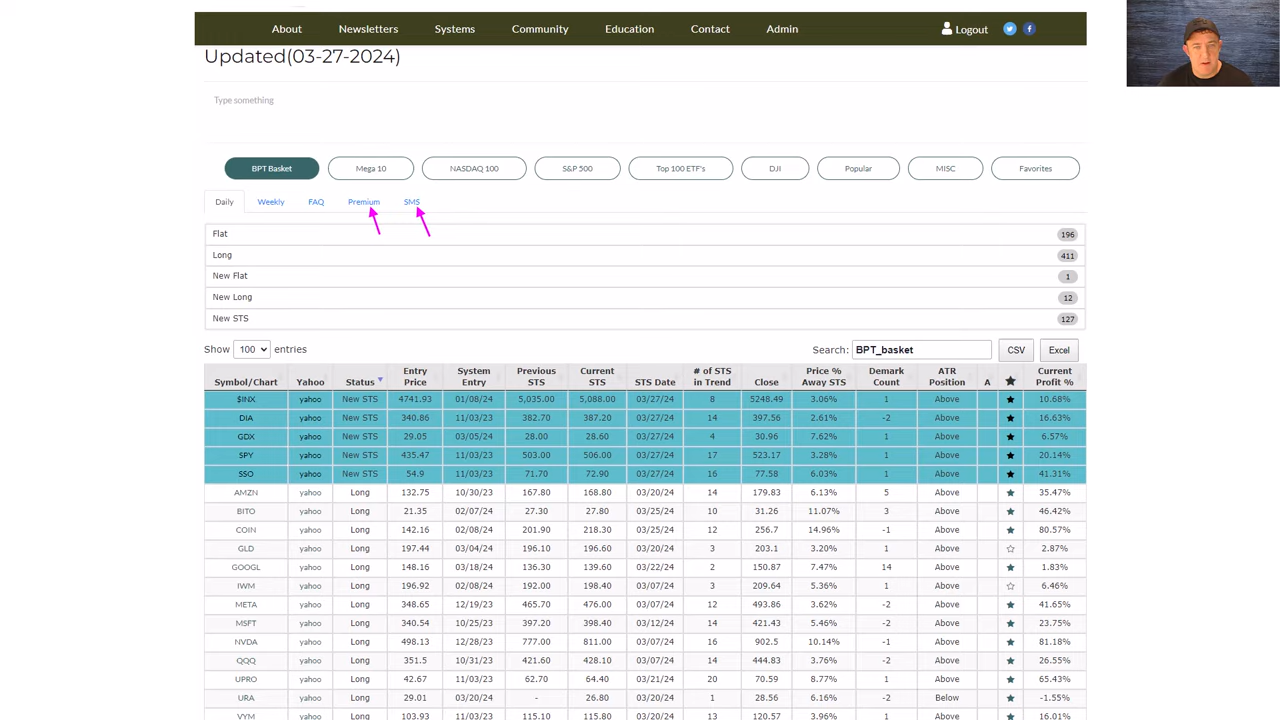 About Newsletters Systems Community Education Contact Admin Logout
Updated(03-27-2024)
Type something
BPT Basket Mega 10 NASDAQ 100 S&P 500 Top 100 ETF's DJI Popular MISC Favorites
Daily Weekly FAQ Premium SMS
Flat 196
Long 411
New Flat 1
New Long 12
New STS 127
Show 100 entries Search: BPT_basket CSV Excel
Symbol/Chart Yahoo Status Entry Price System Entry Previous STS Current STS STS Date # of STS in Trend Close Price % Away STS Demark Count ATR Position A Current Profit %
$INX yahoo New STS 4741.93 01/08/24 5,035.00 5,088.00 03/27/24 8 5248.49 3.06% 1 Above 10.68%
DIA yahoo New STS 340.86 11/03/23 382.70 387.20 03/27/24 14 397.56 2.61% -2 Above 16.63%
GDX yahoo New STS 29.05 03/05/24 28.00 28.60 03/27/24 4 30.96 7.62% 1 Above 6.57%
SPY yahoo New STS 435.47 11/03/23 503.00 506.00 03/27/24 17 523.17 3.28% 1 Above 20.14%
SSO yahoo New STS 54.9 11/03/23 71.70 72.90 03/27/24 16 77.58 6.03% 1 Above 41.31%
AMZN yahoo Long 132.75 10/30/23 167.80 168.80 03/20/24 14 179.83 6.13% 5 Above 35.47%
BITO yahoo Long 21.35 02/07/24 27.30 27.80 03/25/24 10 31.26 11.07% 3 Above 46.42%
COIN yahoo Long 142.16 02/12/24 201.90 218.30 03/25/24 12 256.7 14.96% -1 Above 80.57%
GLD yahoo Long 197.44 03/04/24 196.10 196.60 03/20/24 3 203.1 3.20% 1 Above 2.87%
GOOGL yahoo Long 148.16 03/18/24 136.30 139.60 03/22/24 2 150.87 7.47% 14 Above 1.83%
IWM yahoo Long 196.92 02/08/24 192.00 198.40 03/07/24 3 209.64 5.36% 1 Above 6.46%
META yahoo Long 348.65 12/19/23 465.70 476.00 03/07/24 12 493.86 3.62% -2 Above 41.65%
MSFT yahoo Long 340.54 10/25/23 397.20 398.40 03/12/24 14 421.43 5.46% -2 Above 23.75%
NVDA yahoo Long 498.13 12/28/23 777.00 811.00 03/07/24 16 902.5 10.14% -1 Above 81.18%
QQQ yahoo Long 351.5 10/31/23 421.60 428.10 03/07/24 14 444.83 3.76% -2 Above 26.55%
UPRO yahoo Long 42.67 11/03/23 62.70 64.40 03/21/24 20 70.59 8.77% 1 Above 65.43%
URA yahoo Long 29.01 03/20/24 - 26.80 03/20/24 1 28.56 6.16% -2 Below -1.55%
VYM yahoo Long 103.93 11/03/23 115.10 115.80 03/07/24 13 120.57 3.96% 1 Above 16.01%